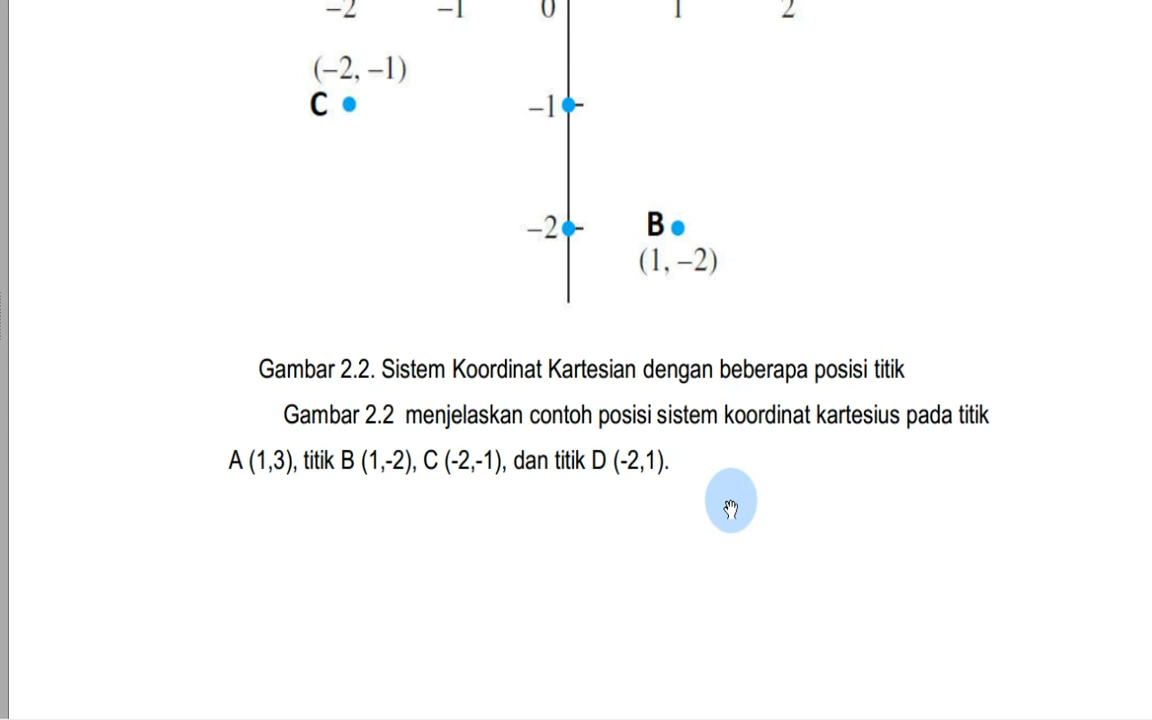 −2 −1 0 1 2
(−2, −1)
C −1
−2 B
(1, −2)
Gambar 2.2. Sistem Koordinat Kartesian dengan beberapa posisi titik
Gambar 2.2 menjelaskan contoh posisi sistem koordinat kartesius pada titik
A (1,3), titik B (1,-2), C (-2,-1), dan titik D (-2,1).